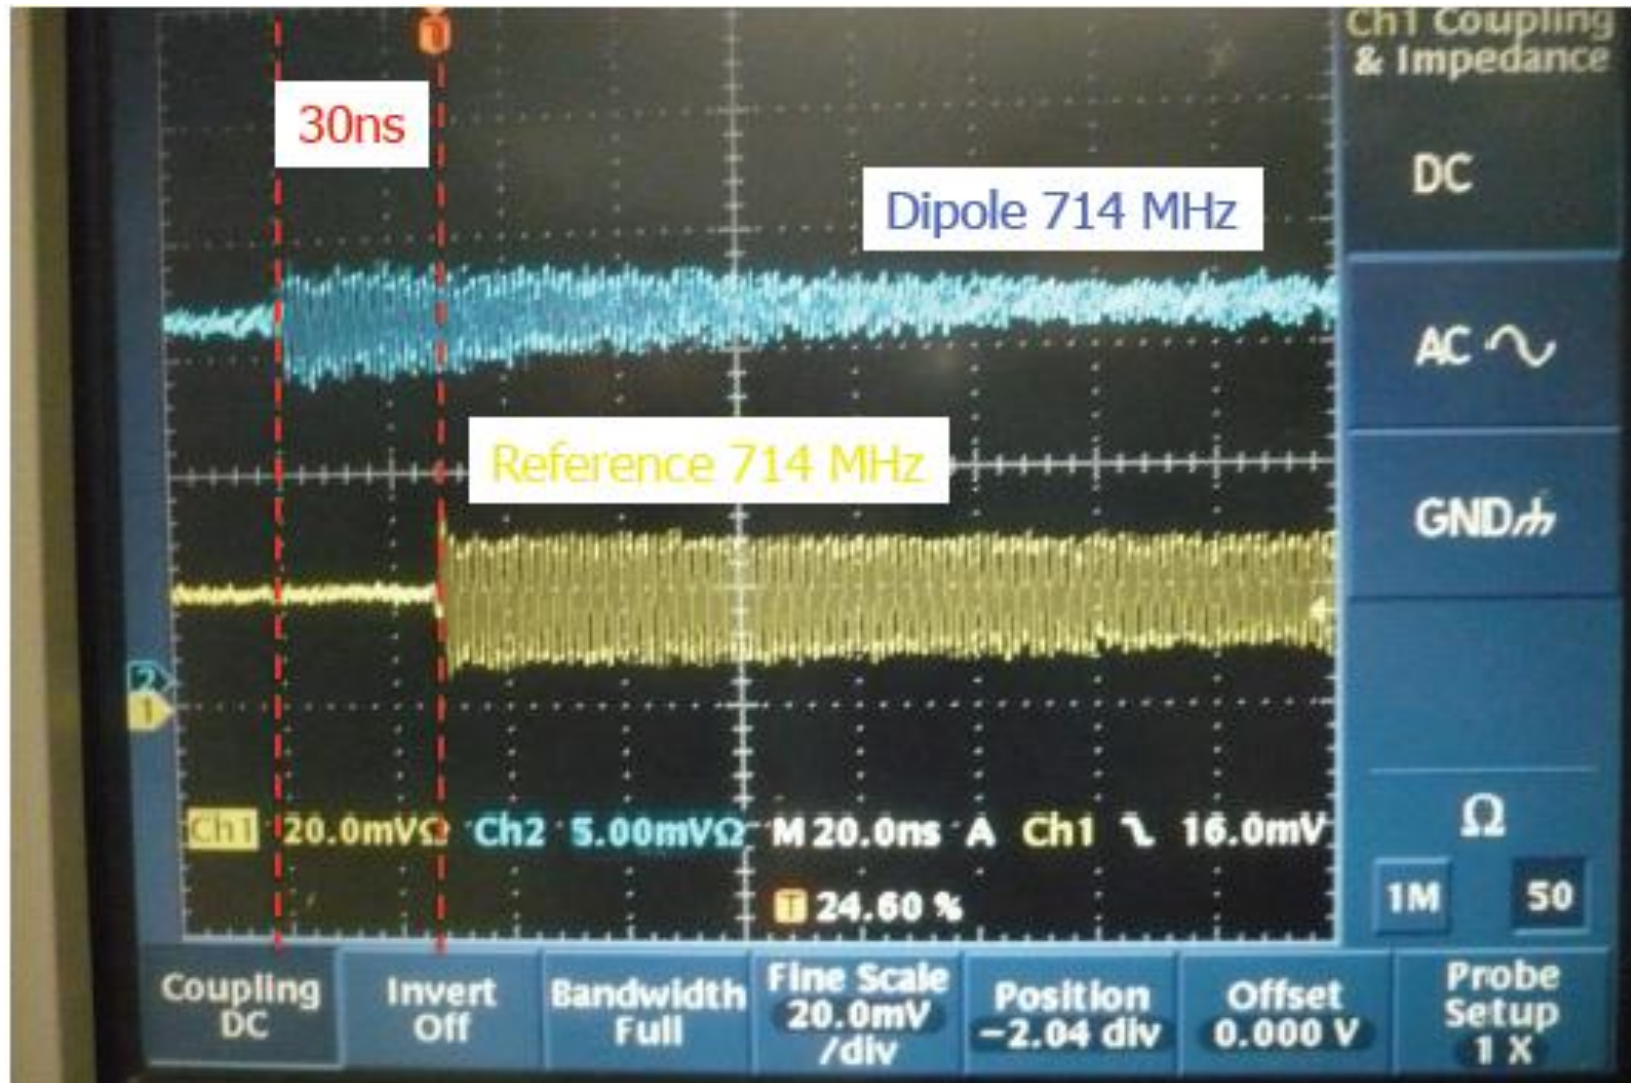 Ch1 Coupling
& Impedance
30ns
DC
Dipole 714 MHz
AC
Reference 714 MHz
GND
2
1
Ch1 20.0mVΩ Ch2 5.00mVΩ M 20.0ns A Ch1 16.0mV
T 24.60 %
Ω
1M 50
Coupling
DC
Invert
Off
Bandwidth
Full
Fine Scale
20.0mV
/div
Position
−2.04 div
Offset
0.000 V
Probe
Setup
1 X